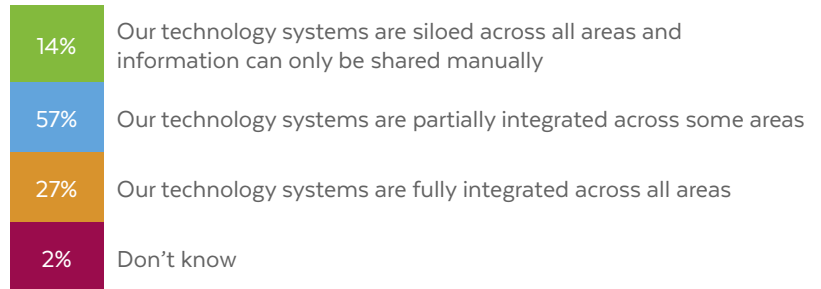 14%
Our technology systems are siloed across all areas and
information can only be shared manually
57%
Our technology systems are partially integrated across some areas
27%
Our technology systems are fully integrated across all areas
2%
Don’t know